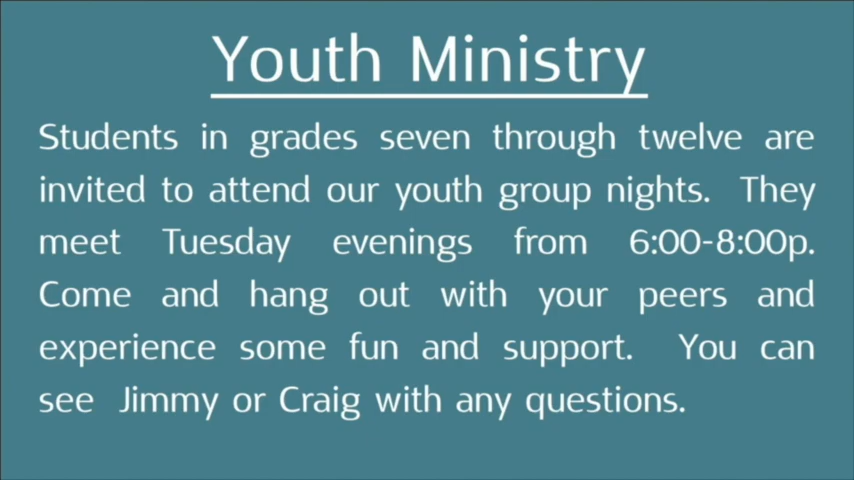 Youth Ministry
Students in grades seven through twelve are
invited to attend our youth group nights.  They
meet Tuesday evenings from 6:00-8:00p.
Come and hang out with your peers and
experience some fun and support.  You can
see  Jimmy or Craig with any questions.